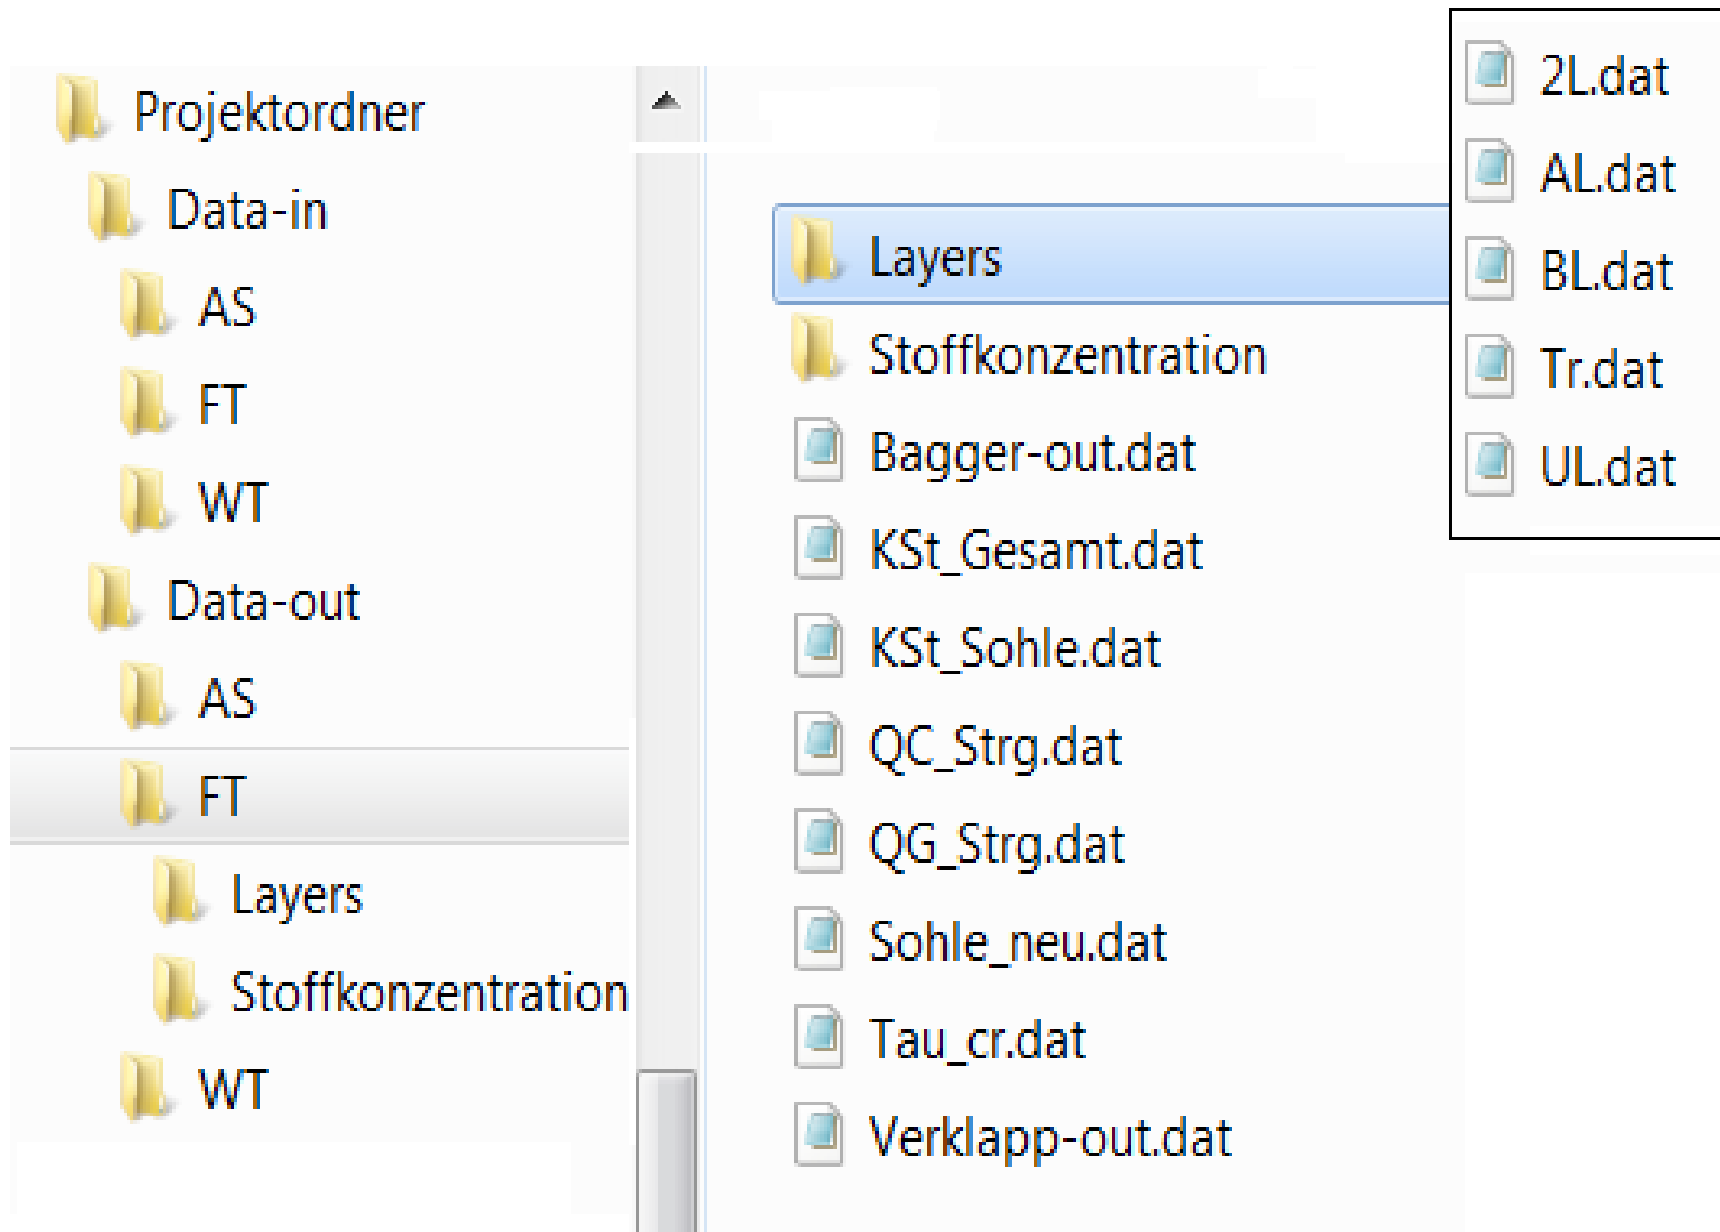 Projektordner
Data-in
AS
FT
WT
Data-out
AS
FT
Layers
Stoffkonzentration
WT
Layers
Stoffkonzentration
Bagger-out.dat
KSt_Gesamt.dat
KSt_Sohle.dat
QC_Strg.dat
QG_Strg.dat
Sohle_neu.dat
Tau_cr.dat
Verklapp-out.dat
2L.dat
AL.dat
BL.dat
Tr.dat
UL.dat